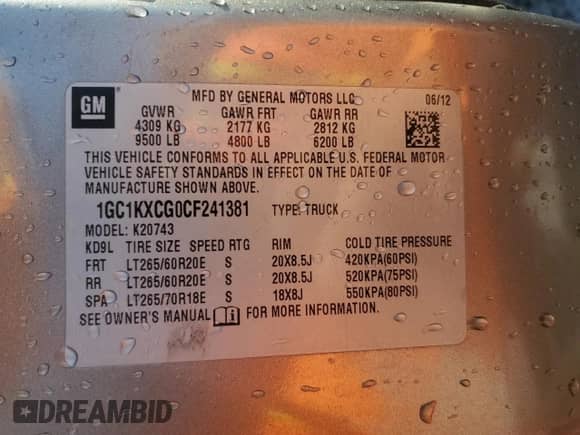 GM
MFD BY GENERAL MOTORS LLC
GVWR GAWR FRT GAWR RR 06/12
4309 KG 2177 KG 2812 KG
9500 LB 4800 LB 6200 LB
THIS VEHICLE CONFORMS TO ALL APPLICABLE U.S. FEDERAL MOTOR
VEHICLE SAFETY STANDARDS IN EFFECT ON THE DATE OF
MANUFACTURE SHOWN ABOVE.
1GC1KXCG0CF241381 TYPE: TRUCK
MODEL: K20743
KD9L TIRE SIZE SPEED RTG RIM COLD TIRE PRESSURE
FRT LT265/60R20E S 20X8.5J 420KPA(60PSI)
RR LT265/60R20E S 20X8.5J 520KPA(75PSI)
SPA LT265/70R18E S 18X8J 550KPA(80PSI)
SEE OWNER'S MANUAL FOR MORE INFORMATION.
DREAMBID